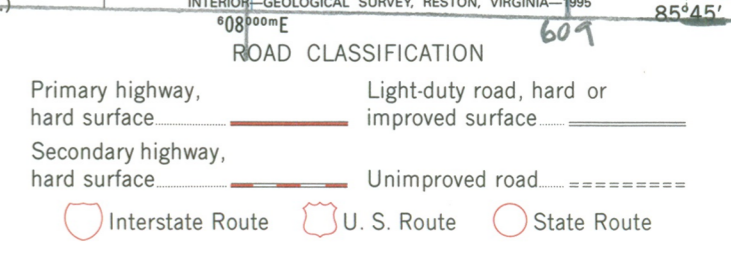 INTERIOR—GEOLOGICAL SURVEY, RESTON, VIRGINIA—1995
⁶08⁰⁰⁰ᵐE
609
85°45′
ROAD CLASSIFICATION
Primary highway,
hard surface
Light-duty road, hard or
improved surface
Secondary highway,
hard surface
Unimproved road
Interstate Route
U. S. Route
State Route